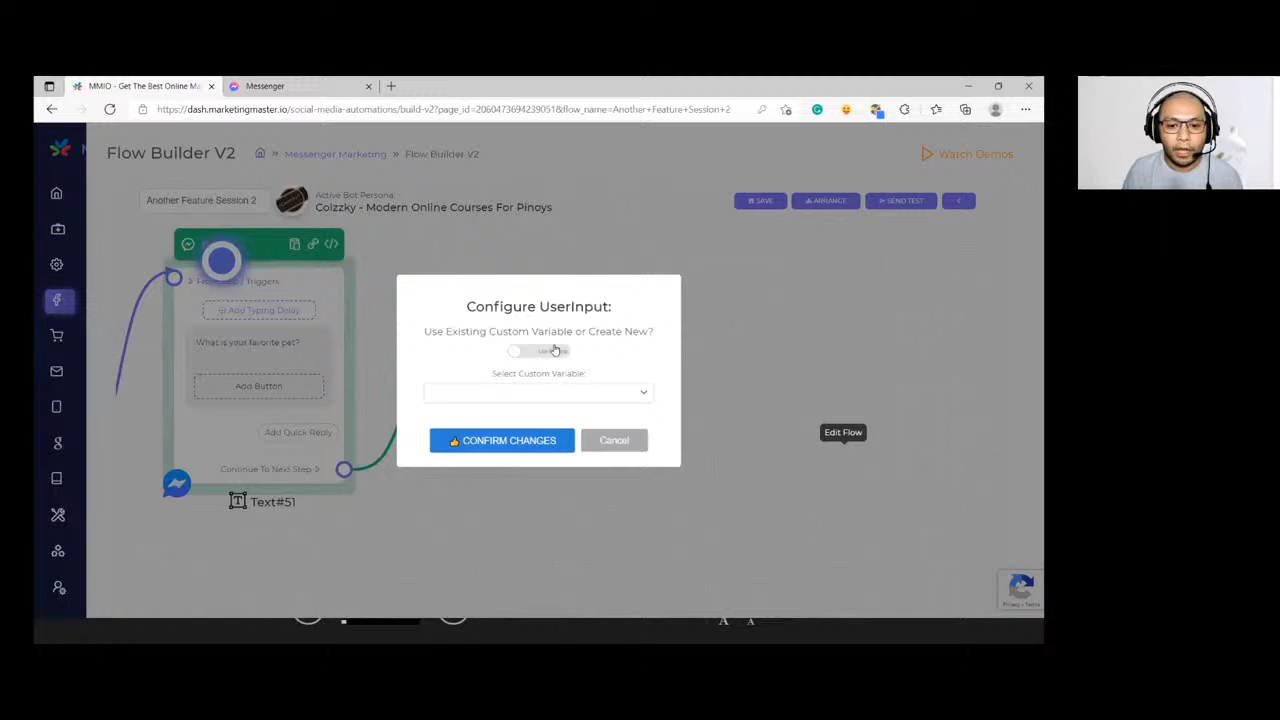 MMIO - Get The Best Online Ma
Messenger
https://dash.marketingmaster.io/social-media-automations/build-v2?page_id=206047369423905​1&flow_name=Another+Feature+Session+2
Flow Builder V2
Messenger Marketing » Flow Builder V2
Watch Demos
Another Feature Session 2
Active Bot Persona:
Coizzky - Modern Online Courses For Pinoys
SAVE
ARRANGE
SEND TEST
Triggers
Add Typing Delay
What is your favorite pet?
Add Button
Add Quick Reply
Continue To Next Step
Text#51
Configure UserInput:
Use Existing Custom Variable or Create New?
Select Custom Variable:
CONFIRM CHANGES
Cancel
Edit Flow
Privacy - Terms
A A